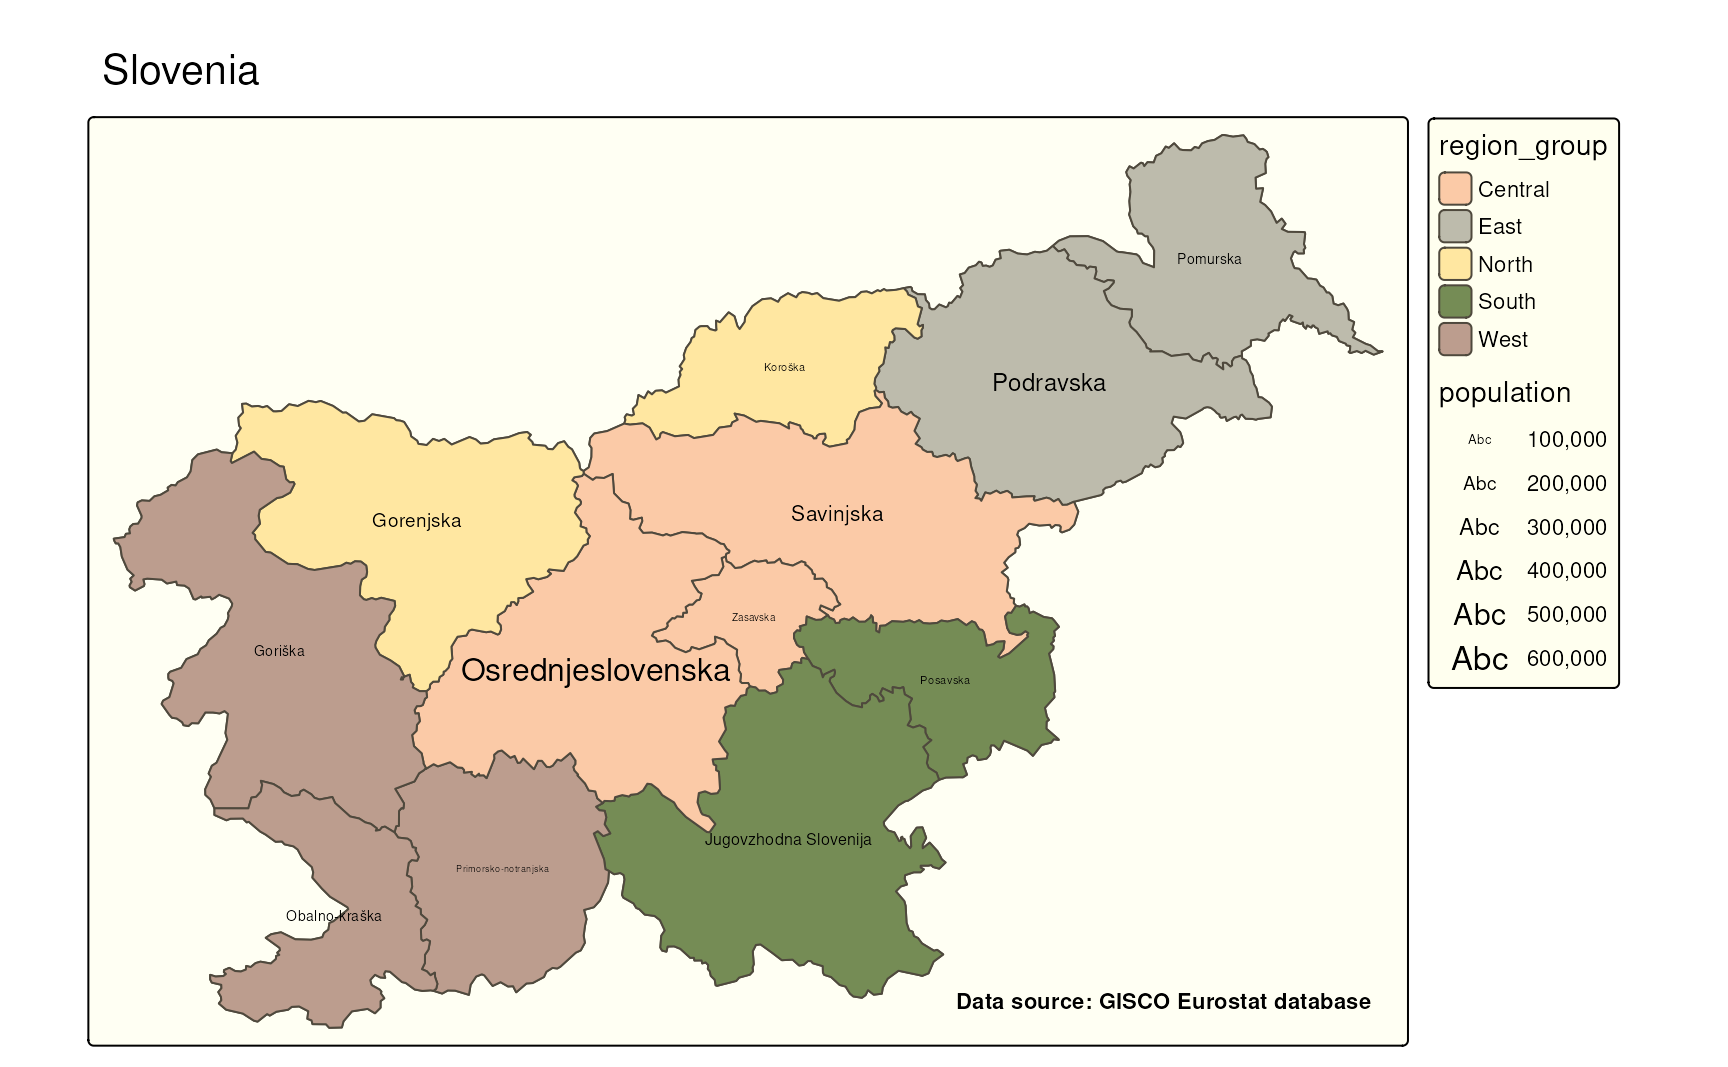 Slovenia
Pomurska
Koroška
Podravska
Gorenjska
Savinjska
Zasavska
Goriška
Osrednjeslovenska
Posavska
Jugovzhodna Slovenija
Primorsko-notranjska
Obalno-kraška
Data source: GISCO Eurostat database
region_group
Central
East
North
South
West
population
Abc 100,000
Abc 200,000
Abc 300,000
Abc 400,000
Abc 500,000
Abc 600,000